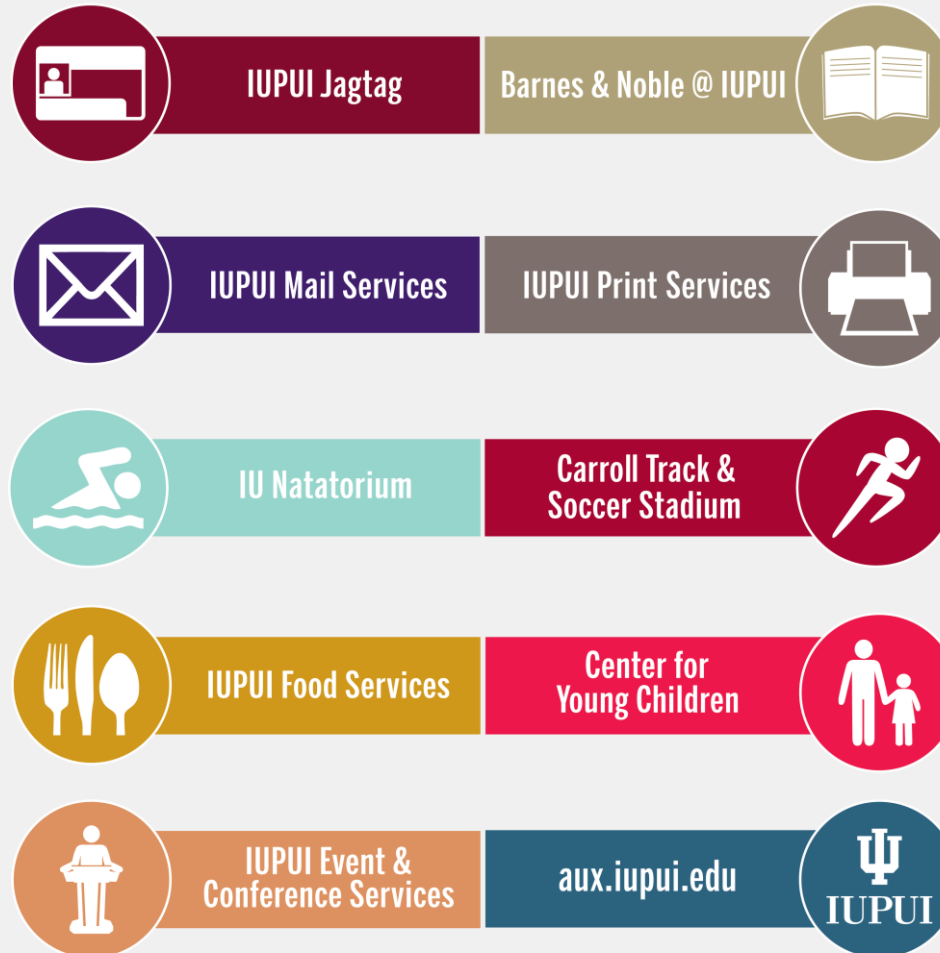 IUPUI Jagtag
Barnes & Noble @ IUPUI
IUPUI Mail Services
IUPUI Print Services
IU Natatorium
Carroll Track &
Soccer Stadium
IUPUI Food Services
Center for
Young Children
IUPUI Event &
Conference Services
aux.iupui.edu
IUPUI